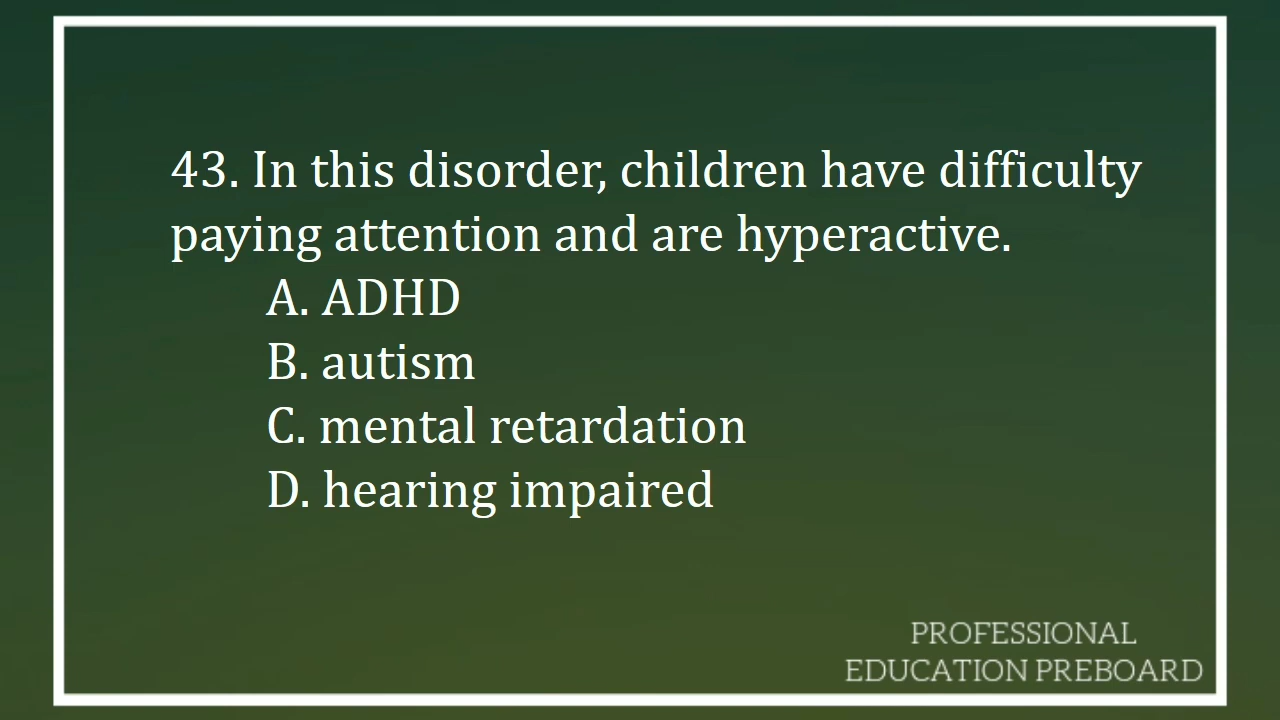 43. In this disorder, children have difficulty
paying attention and are hyperactive.
A. ADHD
B. autism
C. mental retardation
D. hearing impaired
PROFESSIONAL
EDUCATION PREBOARD